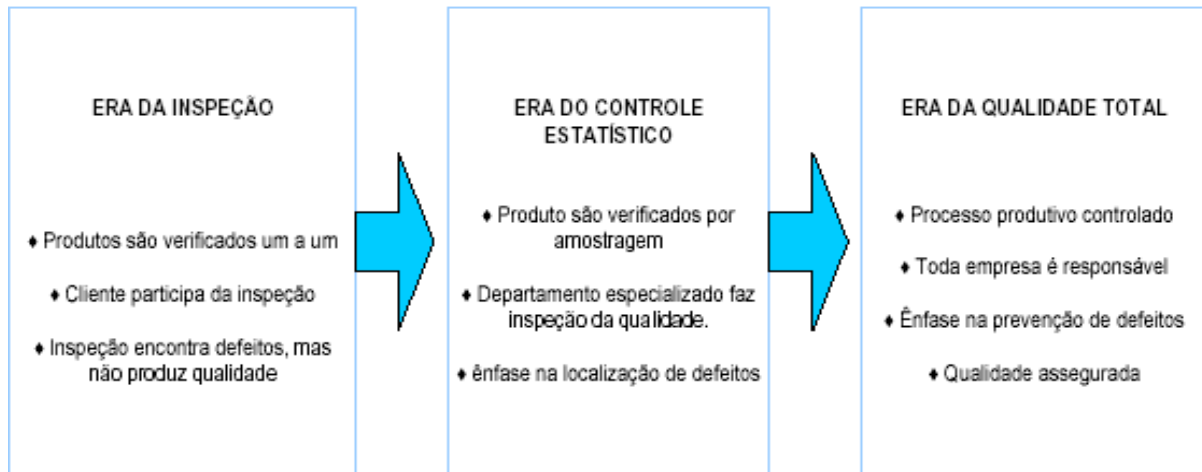 ERA DA INSPEÇÃO
♦ Produtos são verificados um a um
♦ Cliente participa da inspeção
♦ Inspeção encontra defeitos, mas
não produz qualidade
ERA DO CONTROLE
ESTATÍSTICO
♦ Produto são verificados por
amostragem
♦ Departamento especializado faz
inspeção da qualidade.
♦ ênfase na localização de defeitos
ERA DA QUALIDADE TOTAL
♦ Processo produtivo controlado
♦ Toda empresa é responsável
♦ Ênfase na prevenção de defeitos
♦ Qualidade assegurada